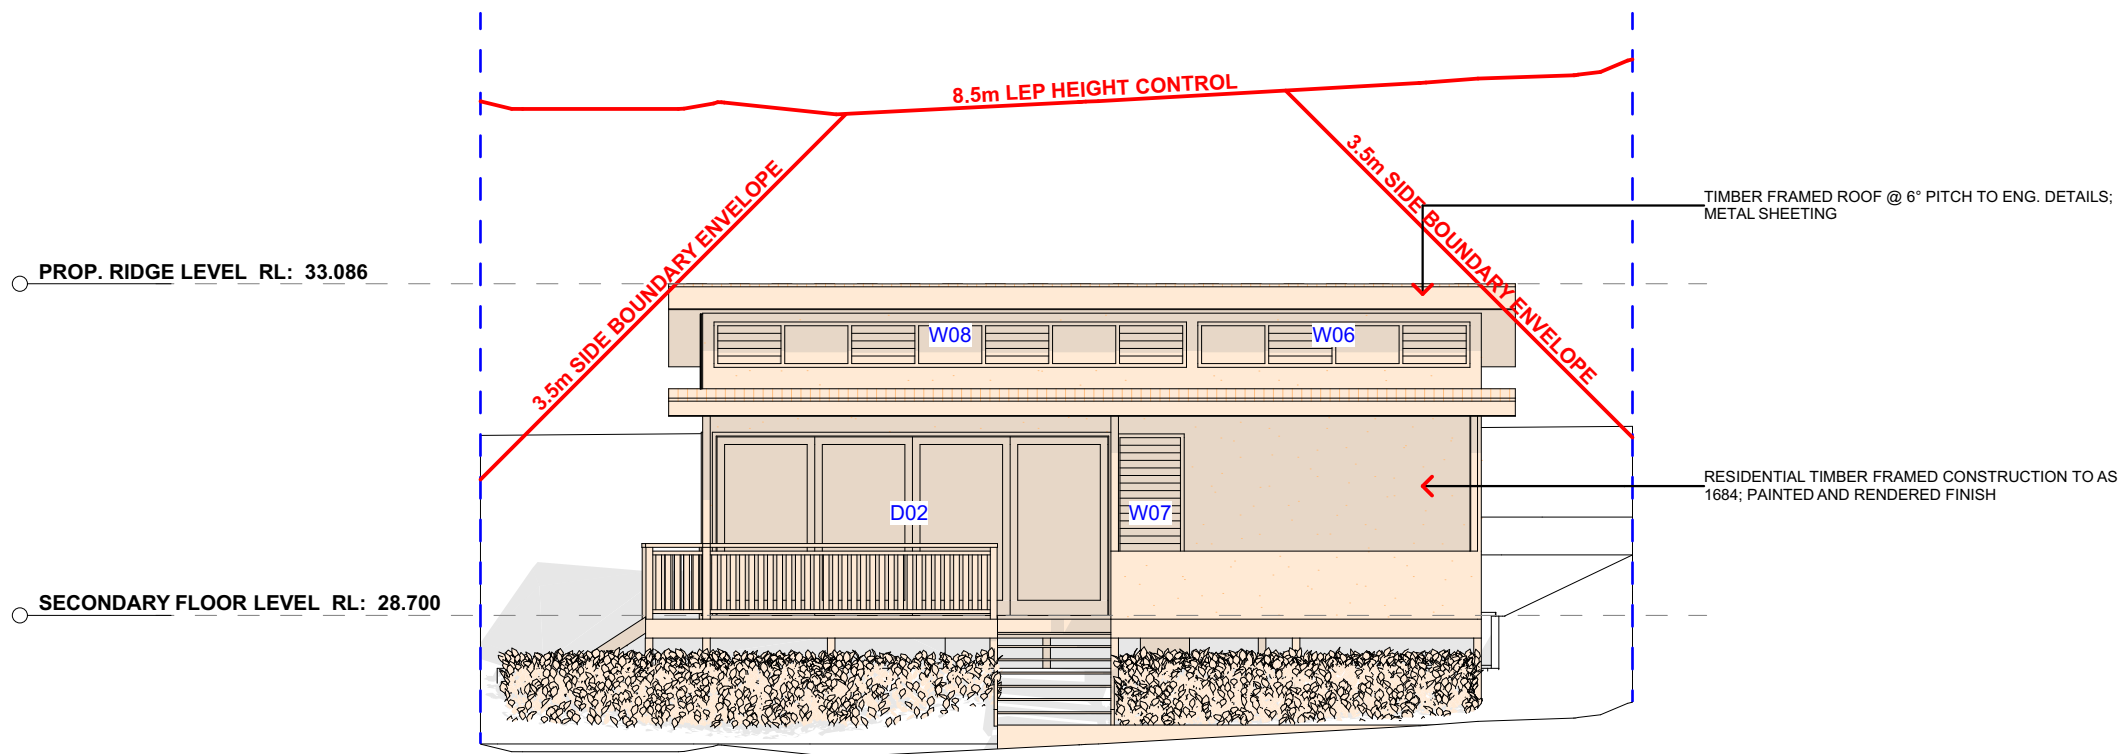 8.5m LEP HEIGHT CONTROL
3.5m SIDE BOUNDARY ENVELOPE
3.5m SIDE BOUNDARY ENVELOPE
TIMBER FRAMED ROOF @ 6° PITCH TO ENG. DETAILS;
METAL SHEETING
PROP. RIDGE LEVEL RL: 33.086
W08
W06
RESIDENTIAL TIMBER FRAMED CONSTRUCTION TO AS
1684; PAINTED AND RENDERED FINISH
D02
W07
SECONDARY FLOOR LEVEL RL: 28.700